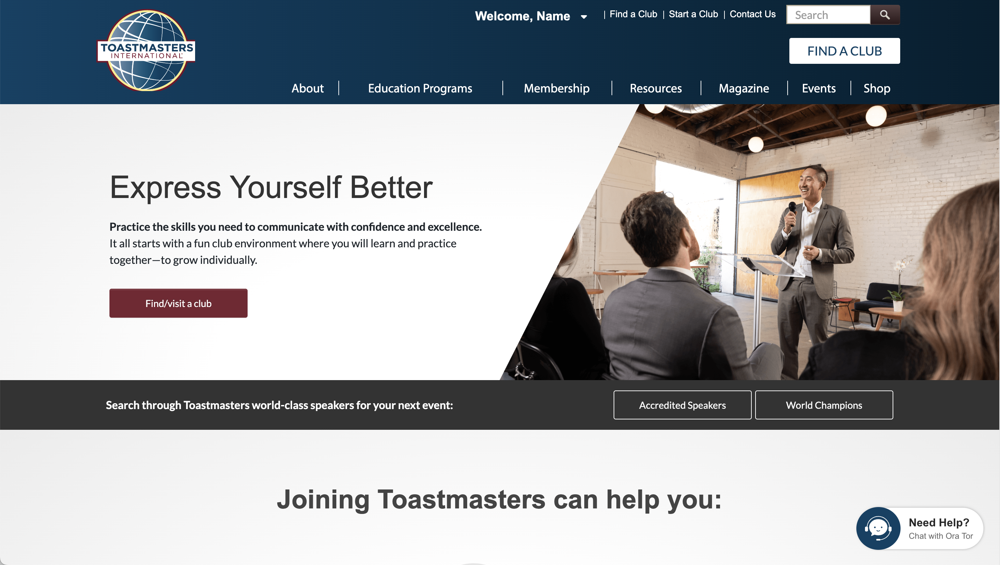 TOASTMASTERS
INTERNATIONAL
Welcome, Name
| Find a Club | Start a Club | Contact Us
Search
FIND A CLUB
About
Education Programs
Membership
Resources
Magazine
Events
Shop
Express Yourself Better
Practice the skills you need to communicate with confidence and excellence.
It all starts with a fun club environment where you will learn and practice
together—to grow individually.
Find/visit a club
Search through Toastmasters world-class speakers for your next event:
Accredited Speakers
World Champions
Joining Toastmasters can help you:
Need Help?
Chat with Ora Tor